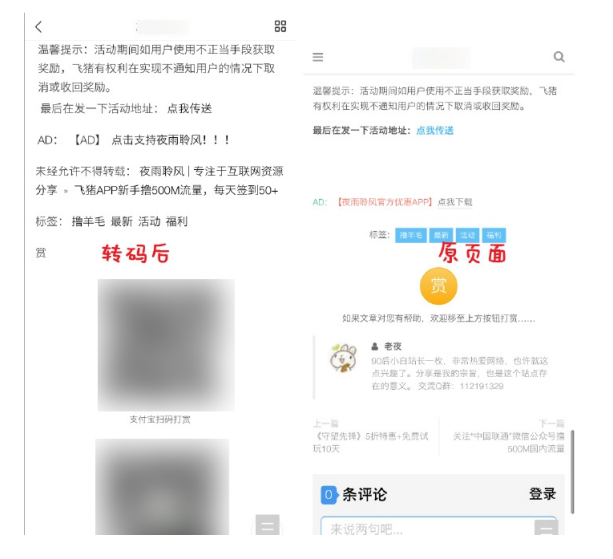 温馨提示：活动期间如用户使用不正当手段获取
奖励，飞猪有权利在实现不通知用户的情况下取
消或收回奖励。
最后在发一下活动地址： 点我传送
AD： 【AD】 点击支持夜雨聆风！！！
未经允许不得转载： 夜雨聆风 | 专注于互联网资源
分享 » 飞猪APP新手撸500M流量，每天签到50+
标签： 撸羊毛 最新 活动 福利
赏
转码后
支付宝扫码打赏
温馨提示：活动期间如用户使用不正当手段获取奖励，飞猪
有权利在实现不通知用户的情况下取消或收回奖励。
最后在发一下活动地址：点我传送
AD: 【夜雨聆风官方优惠APP】点我下载
标签： 撸羊毛 最新 活动 福利
原页面
赏
如果文章对您有帮助，欢迎移至上方按钮打赏……
老夜
90后小白站长一枚，非常热爱网络，也许就这
点兴趣了。分享是我的宗旨，也是这个站点存
在的意义。 交流Q群：112191329
上一篇
《守望先锋》5折特惠+免费试
玩10天
下一篇
关注"中国联通"微信公众号撸
500M国内流量
0 条评论
登录
来说两句吧...